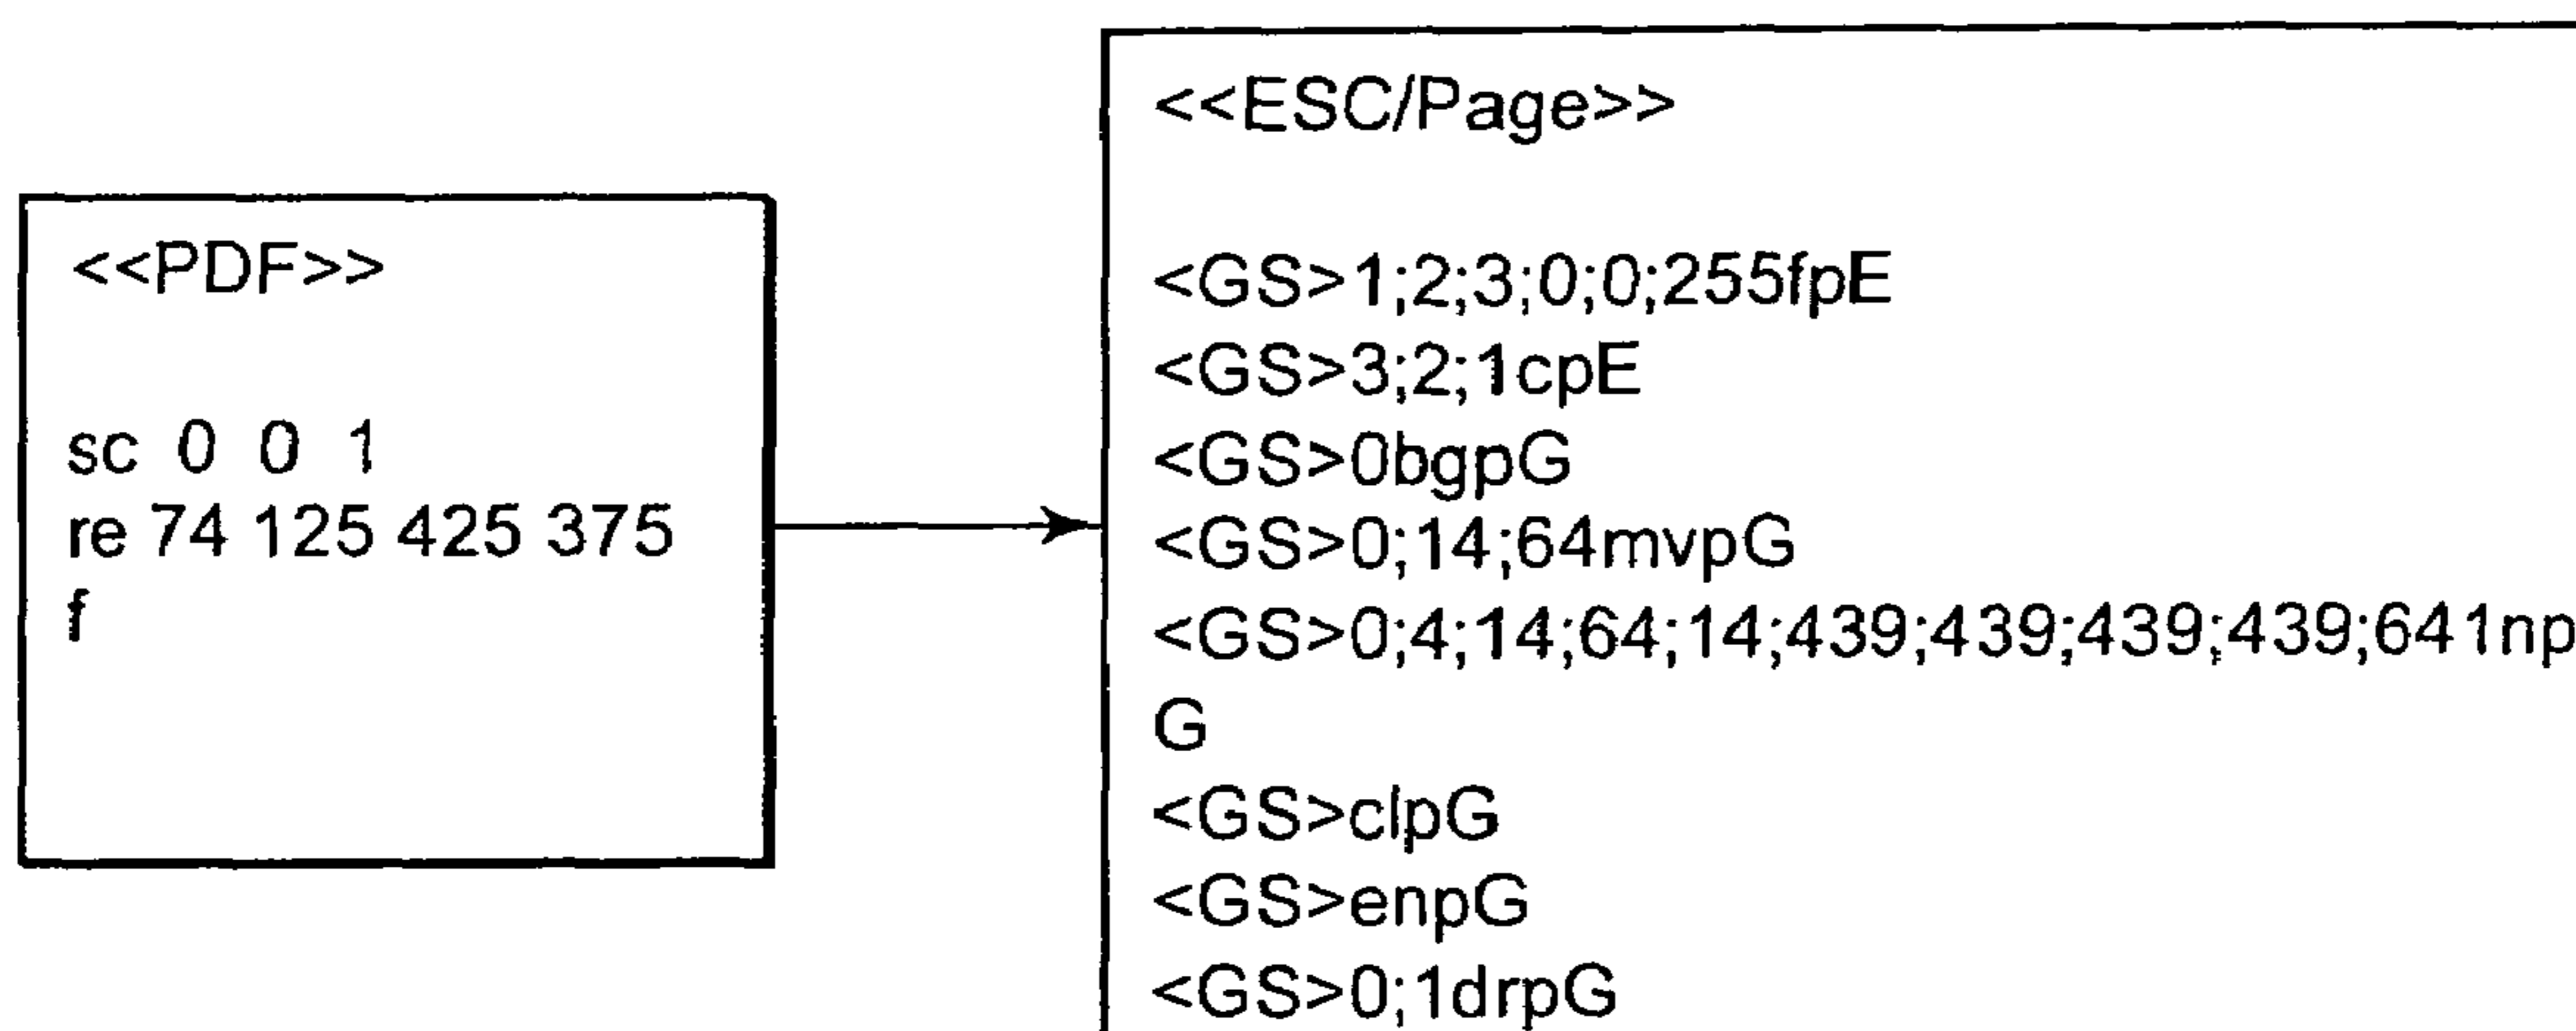 <<PDF>>
sc 0 0 1
re 74 125 425 375
f
<<ESC/Page>>
<GS>1;2;3;0;0;255fpE
<GS>3;2;1cpE
<GS>0bgpG
<GS>0;14;64mvpG
<GS>0;4;14;64;14;439;439;439;439;641np
G
<GS>clpG
<GS>enpG
<GS>0;1drpG